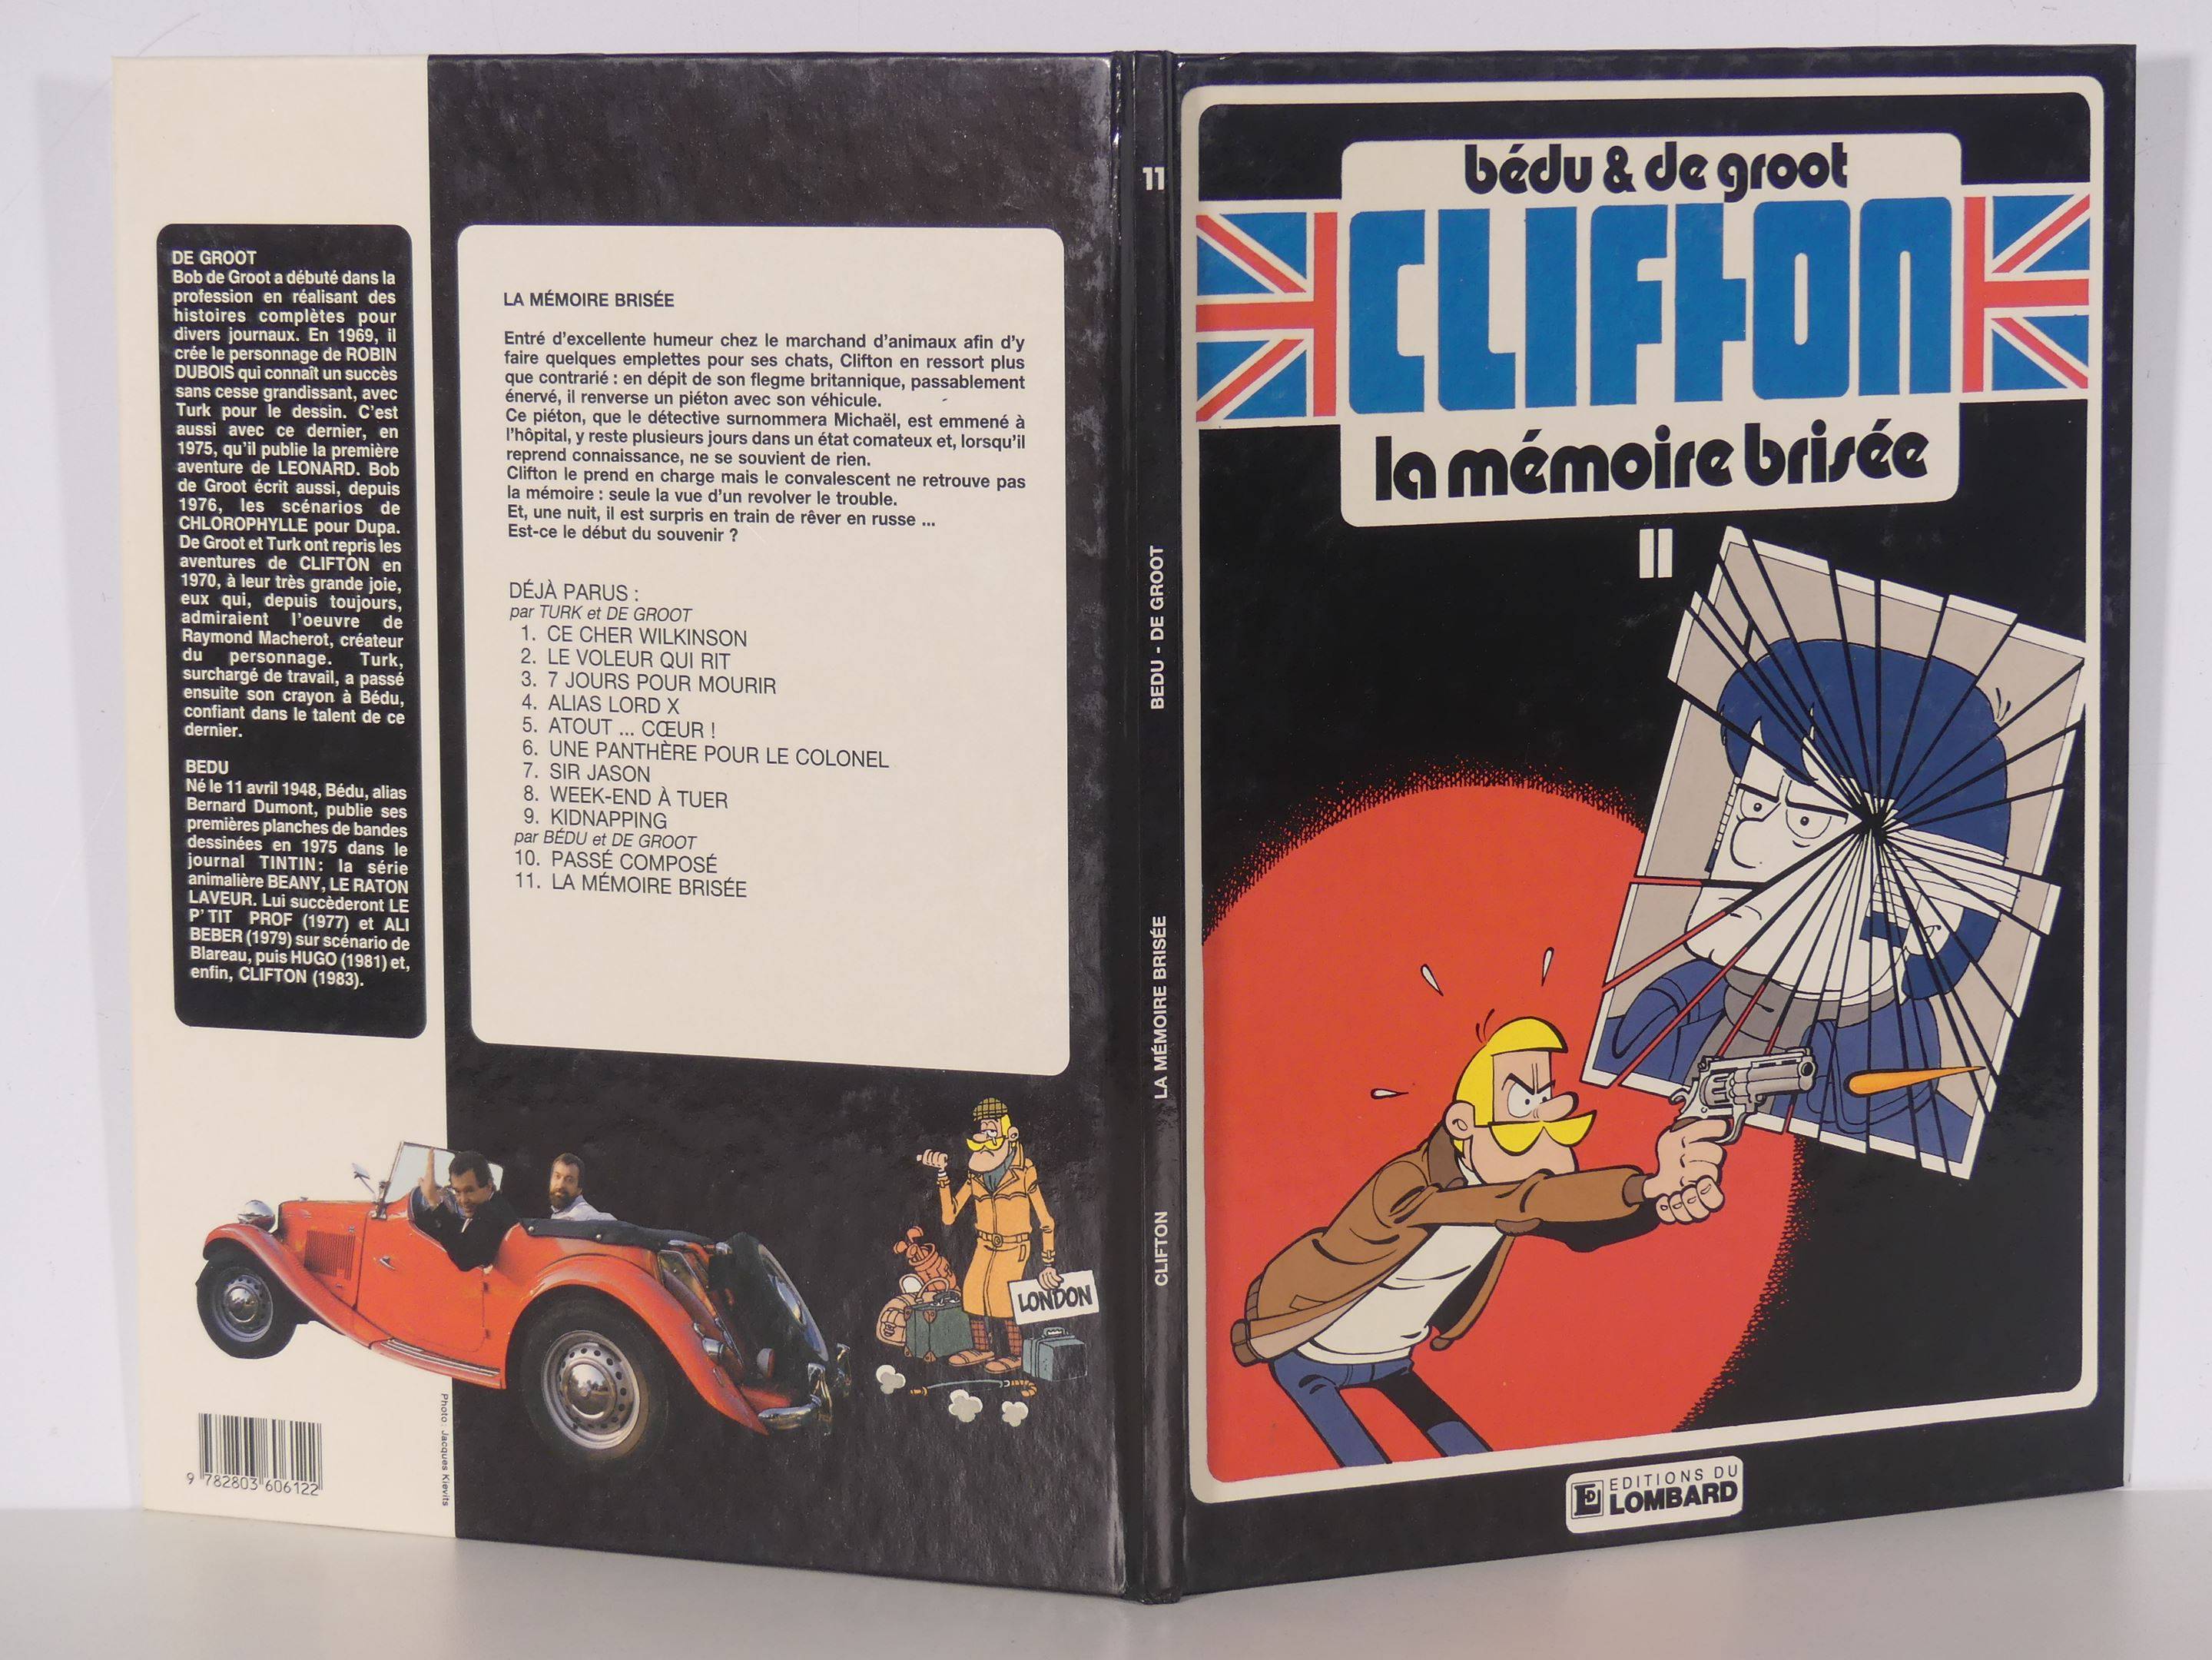 DE GROOT
Bob de Groot a débuté dans la
profession en réalisant des
histoires complètes pour
divers journaux. En 1969, il
crée le personnage de ROBIN
DUBOIS qui connaît un succès
sans cesse grandissant, avec
Turk pour le dessin. C'est
aussi avec ce dernier, en
1975, qu'il publie la première
aventure de LEONARD. Bob
de Groot écrit aussi, depuis
1976, les scénarios de
CHLOROPHYLLE pour Dupa.
De Groot et Turk ont repris les
aventures de CLIFTON en
1970, à leur très grande joie,
eux qui, depuis toujours,
admiraient l'oeuvre de
Raymond Macherot, créateur
du personnage. Turk,
surchargé de travail, a passé
ensuite son crayon à Bédu,
confiant dans le talent de ce
dernier.
BEDU
Né le 11 avril 1948, Bédu, alias
Bernard Dumont, publie ses
premières planches de bandes
dessinées en 1975 dans le
journal TINTIN: la série
animalière BEANY, LE RATON
LAVEUR. Lui succèderont LE
P'TIT PROF (1977) et ALI
BEBER (1979) sur scénario de
Blareau, puis HUGO (1981) et,
enfin, CLIFTON (1983).
9 782803 606122
Photo : Jacques Kievits
LA MÉMOIRE BRISÉE
Entré d'excellente humeur chez le marchand d'animaux afin d'y
faire quelques emplettes pour ses chats, Clifton en ressort plus
que contrarié : en dépit de son flegme britannique, passablement
énervé, il renverse un piéton avec son véhicule.
Ce piéton, que le détective surnommera Michaël, est emmené à
l'hôpital, y reste plusieurs jours dans un état comateux et, lorsqu'il
reprend connaissance, ne se souvient de rien.
Clifton le prend en charge mais le convalescent ne retrouve pas
la mémoire : seule la vue d'un revolver le trouble.
Et, une nuit, il est surpris en train de rêver en russe ...
Est-ce le début du souvenir ?
DÉJÀ PARUS :
par TURK et DE GROOT
1. CE CHER WILKINSON
2. LE VOLEUR QUI RIT
3. 7 JOURS POUR MOURIR
4. ALIAS LORD X
5. ATOUT ... CŒUR !
6. UNE PANTHÈRE POUR LE COLONEL
7. SIR JASON
8. WEEK-END À TUER
9. KIDNAPPING
par BÉDU et DE GROOT
10. PASSÉ COMPOSÉ
11. LA MÉMOIRE BRISÉE
LONDON
11
BEDU - DE GROOT
LA MÉMOIRE BRISÉE
CLIFTON
bédu & de groot
CLIFTON
la mémoire brisée
11
EDITIONS DU
LOMBARD